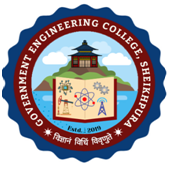 GOVERNMENT ENGINEERING COLLEGE, SHEIKHPURA
Estd. / 2019
विज्ञानं विधिं विवृणुते